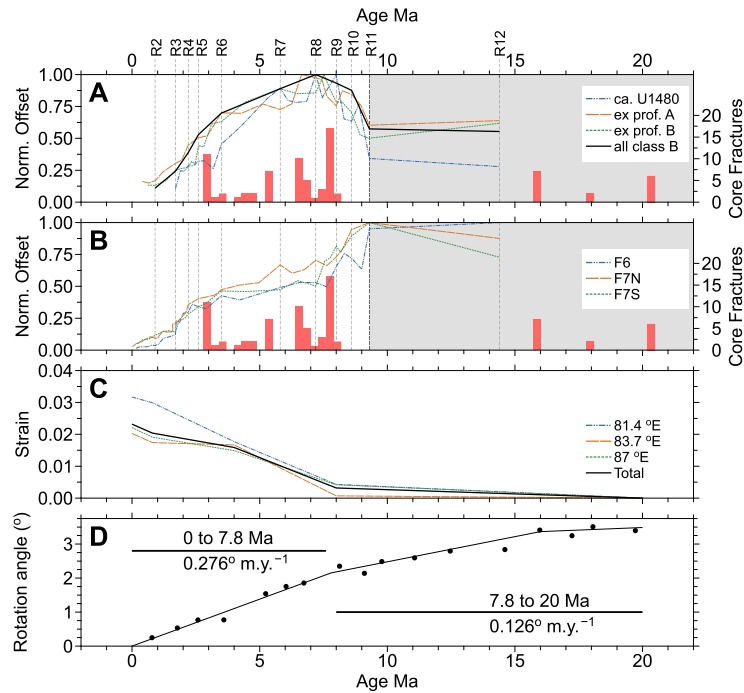 Age Ma
R2 R3 R4 R5 R6 R7 R8 R9 R10 R11 R12
0 5 10 15 20
A
Norm. Offset
1.00
0.75
0.50
0.25
0.00
ca. U1480
ex prof. A
ex prof. B
all class B
20
15
10
5
0
Core Fractures
B
Norm. Offset
1.00
0.75
0.50
0.25
0.00
F6
F7N
F7S
20
15
10
5
0
Core Fractures
C
Strain
0.04
0.03
0.02
0.01
0.00
81.4 ºE
83.7 ºE
87 ºE
Total
D
Rotation angle (º)
3
2
1
0
0 to 7.8 Ma
0.276º m.y.⁻¹
7.8 to 20 Ma
0.126º m.y.⁻¹
0 5 10 15 20
Age Ma